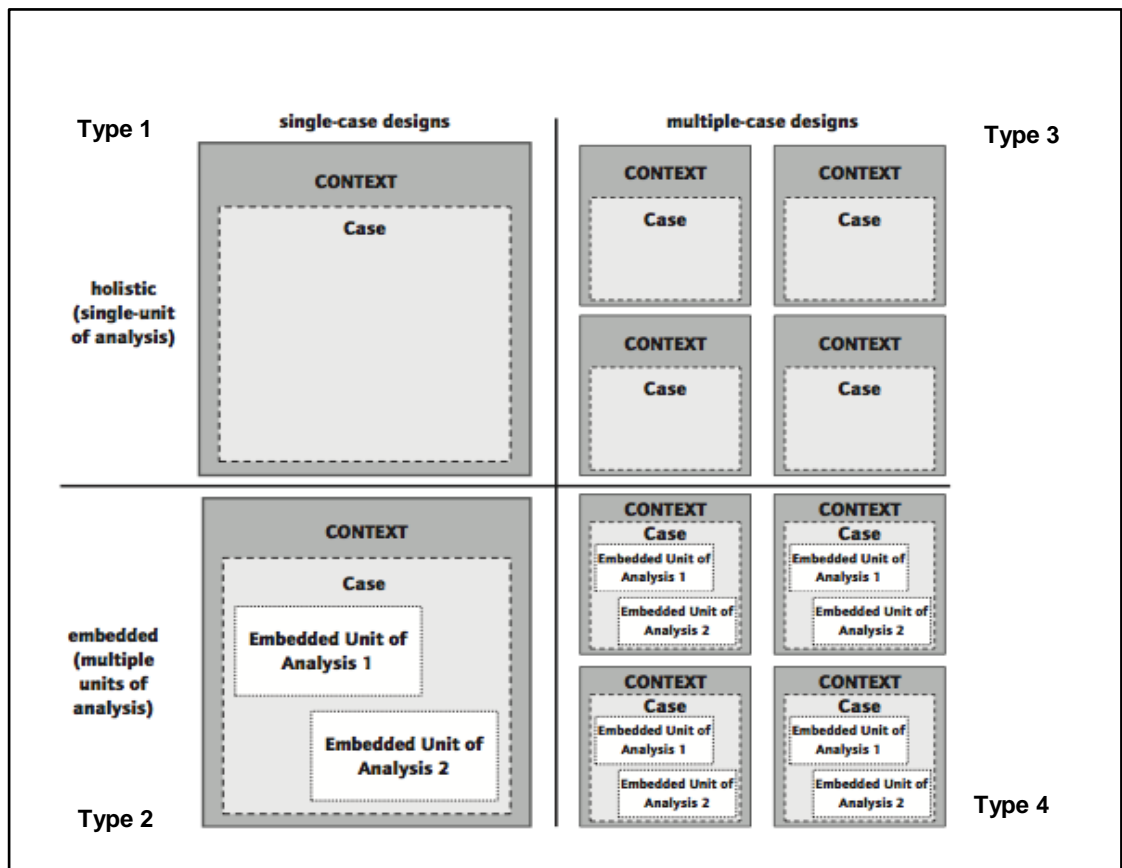 Type 1
single-case designs
multiple-case designs
Type 3
holistic
(single-unit
of analysis)
CONTEXT
Case
CONTEXT
Case
CONTEXT
Case
CONTEXT
Case
CONTEXT
Case
embedded
(multiple
units of
analysis)
CONTEXT
Case
Embedded Unit of
Analysis 1
Embedded Unit of
Analysis 2
CONTEXT
Case
Embedded Unit of
Analysis 1
Embedded Unit of
Analysis 2
CONTEXT
Case
Embedded Unit of
Analysis 1
Embedded Unit of
Analysis 2
CONTEXT
Case
Embedded Unit of
Analysis 1
Embedded Unit of
Analysis 2
CONTEXT
Case
Embedded Unit of
Analysis 1
Embedded Unit of
Analysis 2
Type 2
Type 4